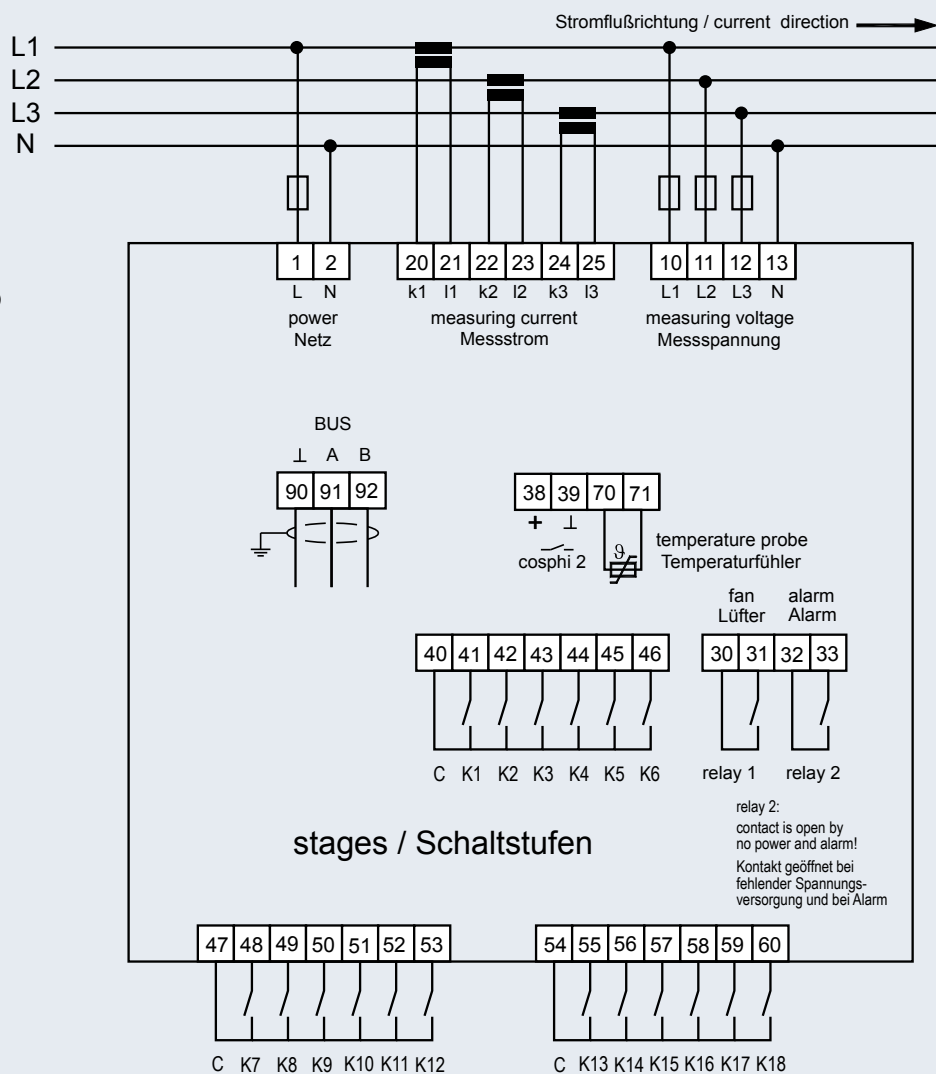 Stromflußrichtung / current direction
L1
L2
L3
N
1 2 20 21 22 23 24 25 10 11 12 13
L N k1 l1 k2 l2 k3 l3 L1 L2 L3 N
power measuring current measuring voltage
Netz Messstrom Messspannung
BUS
⊥ A B
90 91 92
38 39 70 71
+ ⊥
cosphi 2
ϑ
temperature probe
Temperaturfühler
fan alarm
Lüfter Alarm
40 41 42 43 44 45 46
30 31 32 33
C K1 K2 K3 K4 K5 K6
relay 1 relay 2
relay 2:
contact is open by
no power and alarm!
Kontakt geöffnet bei
fehlender Spannungs-
versorgung und bei Alarm
stages / Schaltstufen
47 48 49 50 51 52 53
54 55 56 57 58 59 60
C K7 K8 K9 K10 K11 K12
C K13 K14 K15 K16 K17 K18